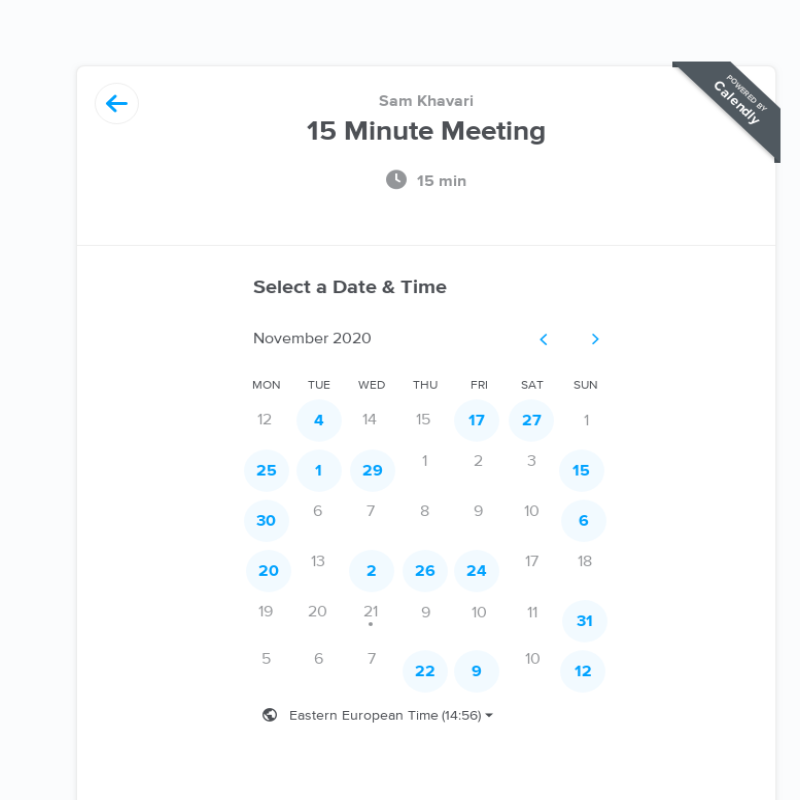 POWERED BY
Calendly
Sam Khavari
15 Minute Meeting
15 min
Select a Date & Time
November 2020
MON TUE WED THU FRI SAT SUN
12 4 14 15 17 27 1
25 1 29 1 2 3 15
30 6 7 8 9 10 6
20 13 2 26 24 17 18
19 20 21 9 10 11 31
5 6 7 22 9 10 12
Eastern European Time (14:56)